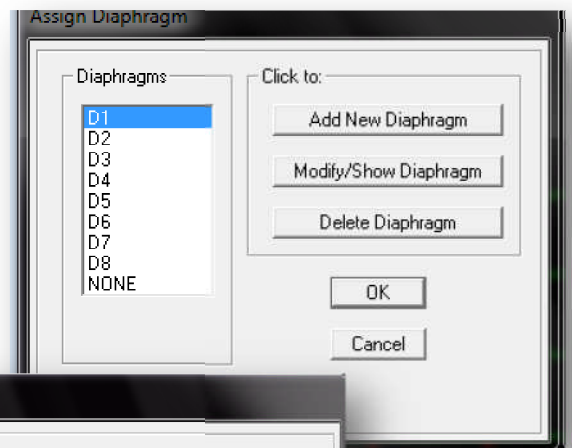 Assign Diaphragm
Diaphragms
D1
D2
D3
D4
D5
D6
D7
D8
NONE
Click to:
Add New Diaphragm
Modify/Show Diaphragm
Delete Diaphragm
OK
Cancel